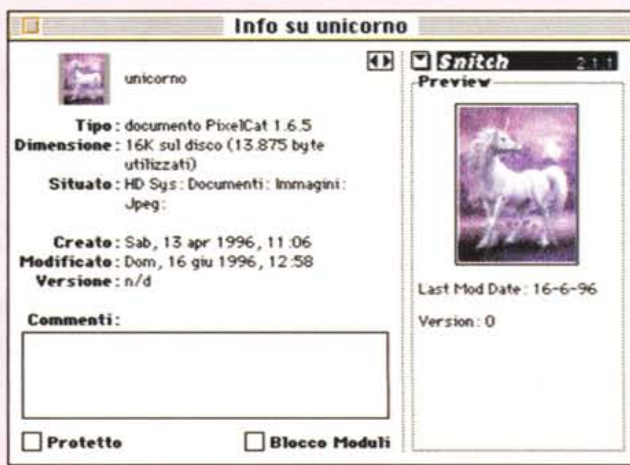 Info su unicorno
unicorno
Tipo: documento PixelCat 1.6.5
Dimensione: 16K sul disco (13.875 byte
utilizzati)
Situato: HD Sys: Documenti: Immagini:
Jpeg:
Creato: Sab, 13 apr 1996, 11:06
Modificato: Dom, 16 giu 1996, 12:58
Versione: n/d
Commenti:
Protetto
Blocco Moduli
Snitch 2.1.1
Preview
Last Mod Date: 16-6-96
Version: 0